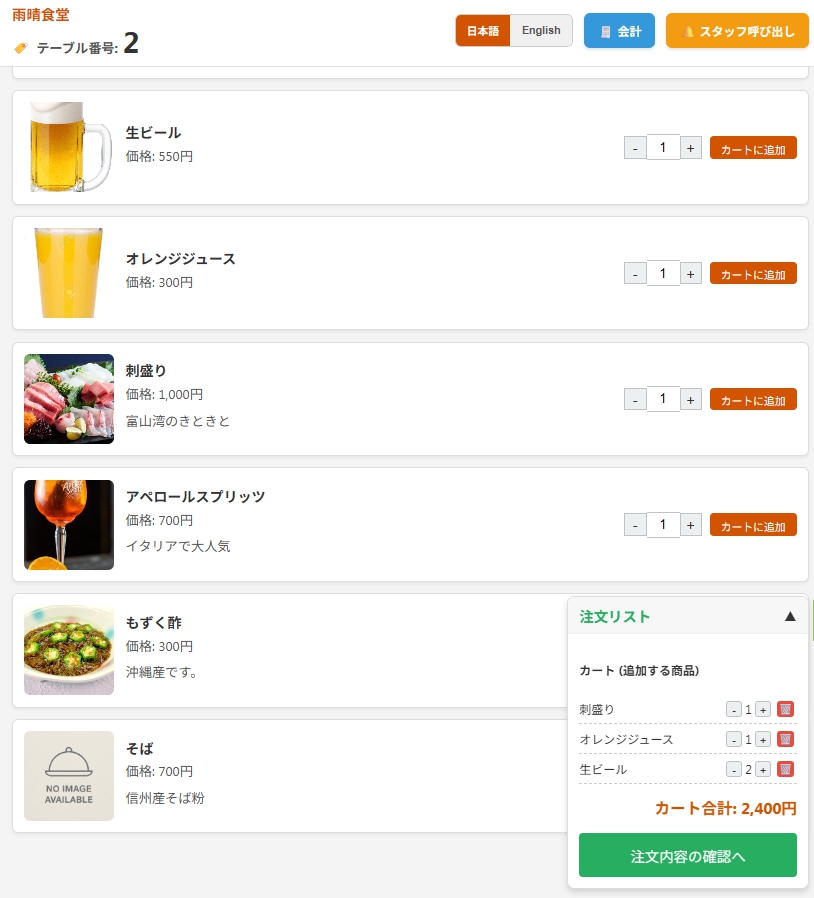 雨晴食堂
テーブル番号: 2
日本語 English 会計 スタッフ呼び出し
生ビール
価格: 550円
- 1 + カートに追加
オレンジジュース
価格: 300円
- 1 + カートに追加
刺盛り
価格: 1,000円
富山湾のきときと
- 1 + カートに追加
アペロールスプリッツ
価格: 700円
イタリアで大人気
- 1 + カートに追加
もずく酢
価格: 300円
沖縄産です。
NO IMAGE
AVAILABLE
そば
価格: 700円
信州産そば粉
注文リスト ▲
カート (追加する商品)
刺盛り - 1 +
オレンジジュース - 1 +
生ビール - 2 +
カート合計: 2,400円
注文内容の確認へ